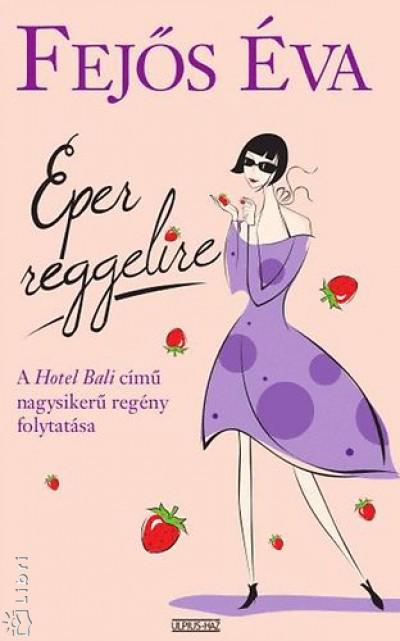 FEJŐS ÉVA
Eper
reggelire
A Hotel Bali című
nagysikerű regény
folytatása
ULPIUS-HÁZ
Libri